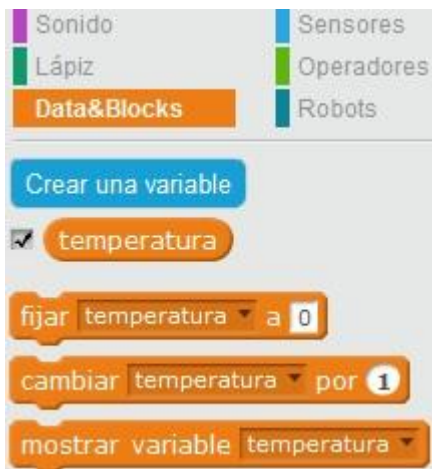 Sonido Sensores
Lápiz Operadores
Data&Blocks Robots
Crear una variable
temperatura
fijar temperatura a 0
cambiar temperatura por 1
mostrar variable temperatura